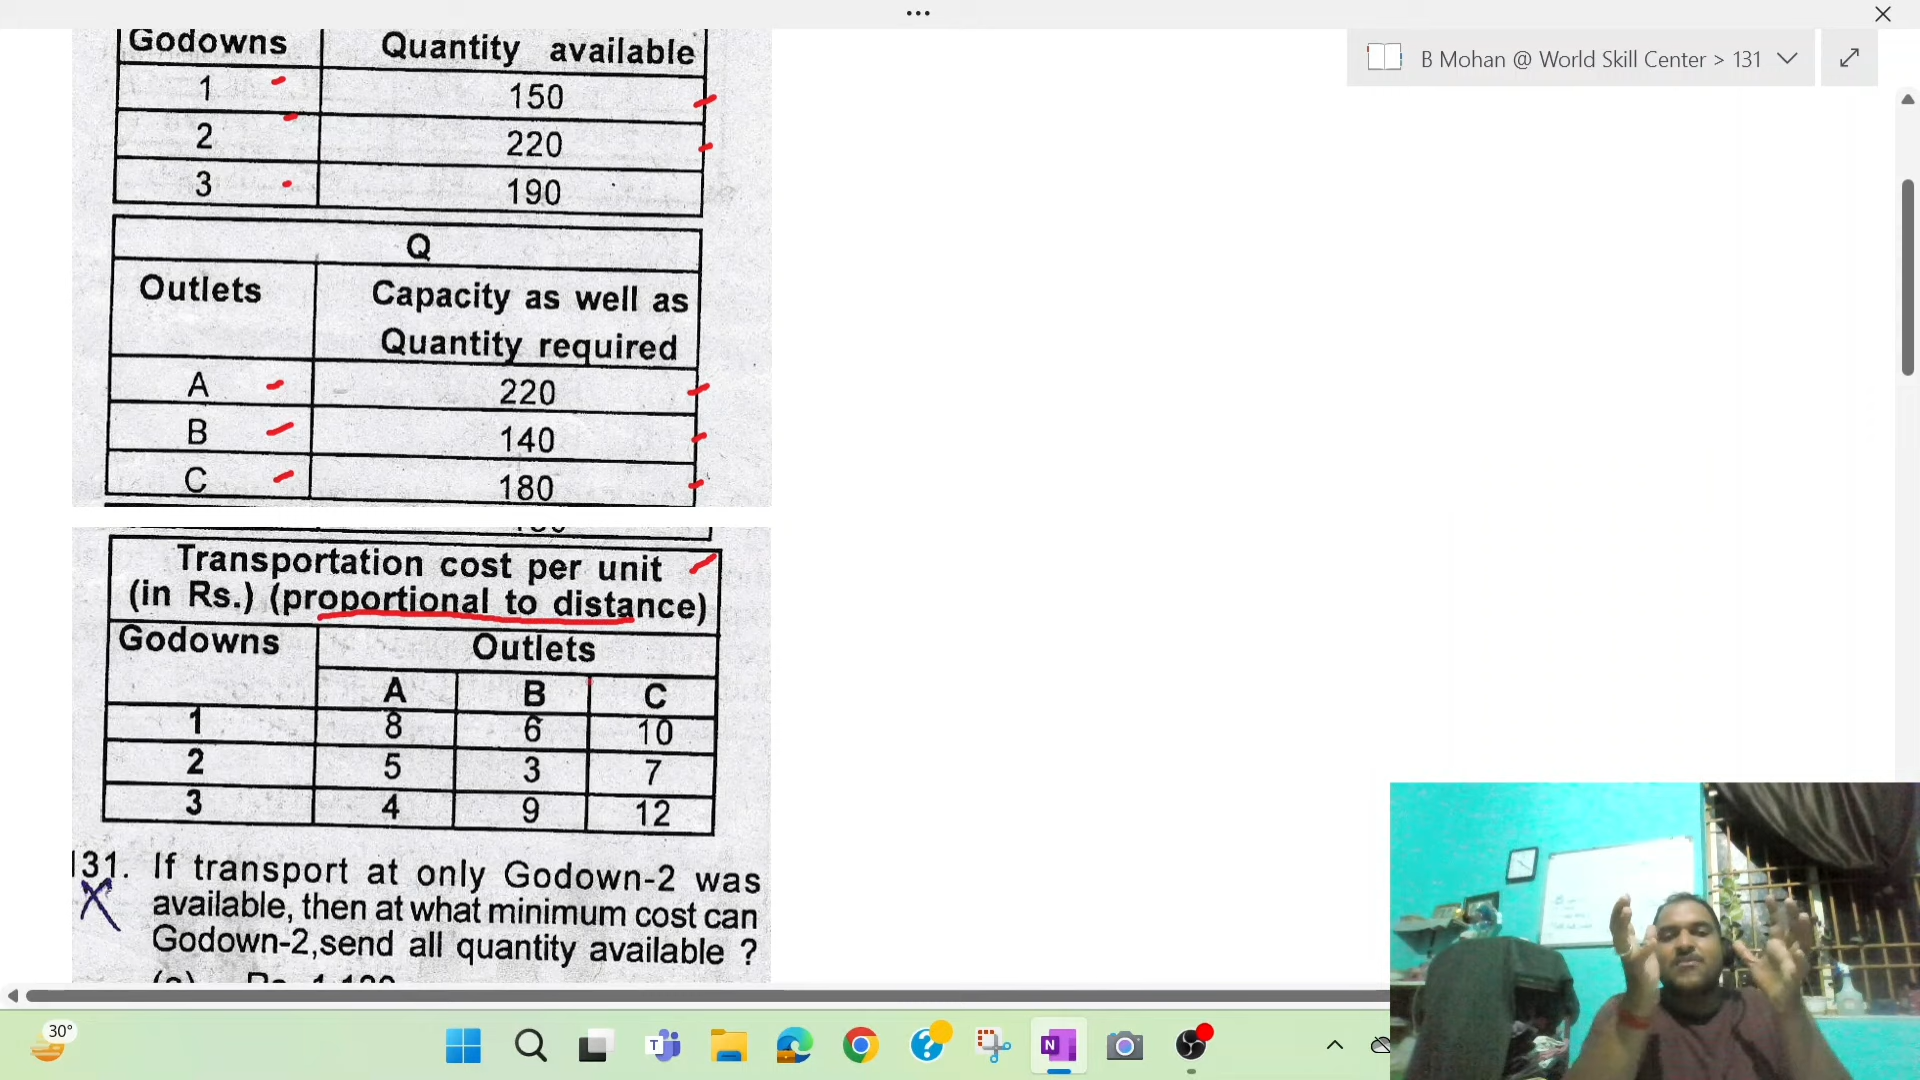 B Mohan @ World Skill Center > 131
Godowns Quantity available
1 150
2 220
3 190
Q
Outlets Capacity as well as
Quantity required
A 220
B 140
C 180
Transportation cost per unit
(in Rs.) (proportional to distance)
Godowns Outlets
A B C
1 8 6 10
2 5 3 7
3 4 9 12
131. If transport at only Godown-2 was
available, then at what minimum cost can
Godown-2,send all quantity available ?
30°